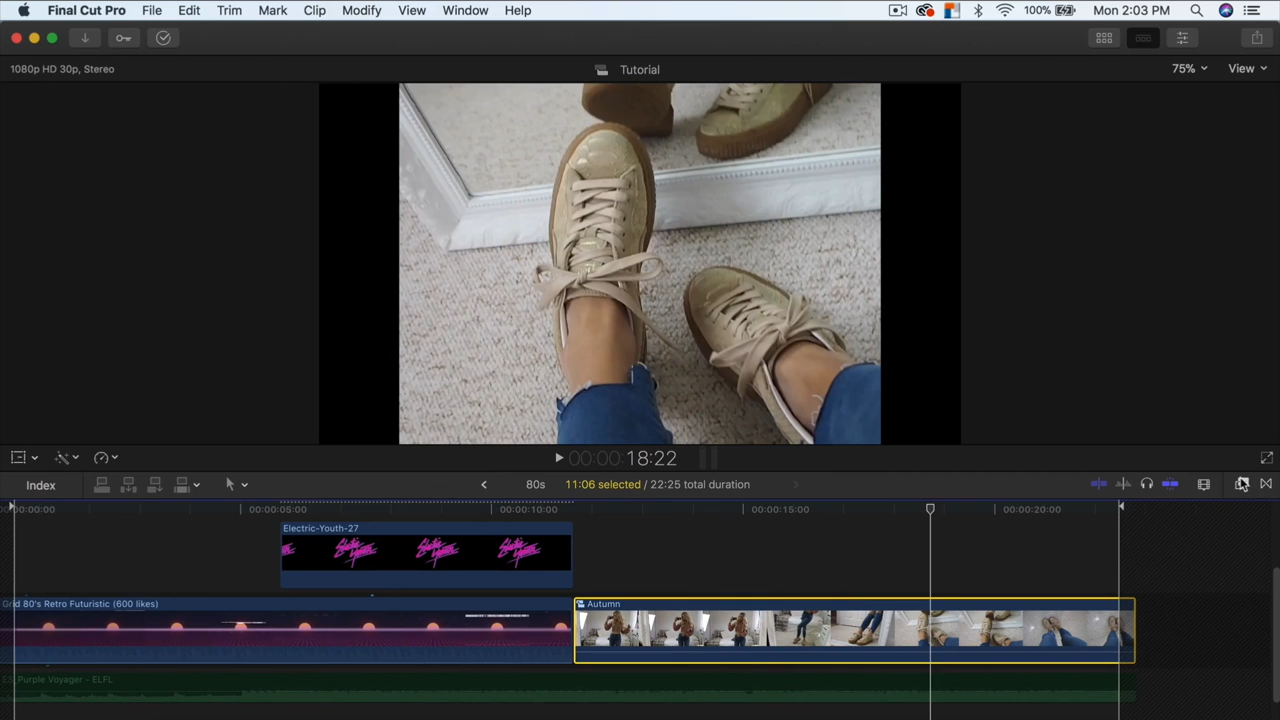 Final Cut Pro File Edit Trim Mark Clip Modify View Window Help 100% Mon 2:03 PM
1080p HD 30p, Stereo Tutorial 75% View
00:00:18:22
Index 80s 11:06 selected / 22:25 total duration
00:00:00 00:00:05:00 00:00:10:00 00:00:15:00 00:00:20:00
Electric-Youth-27
Grid 80's Retro Futuristic (600 likes) Autumn
ES_Purple Voyager - ELFL